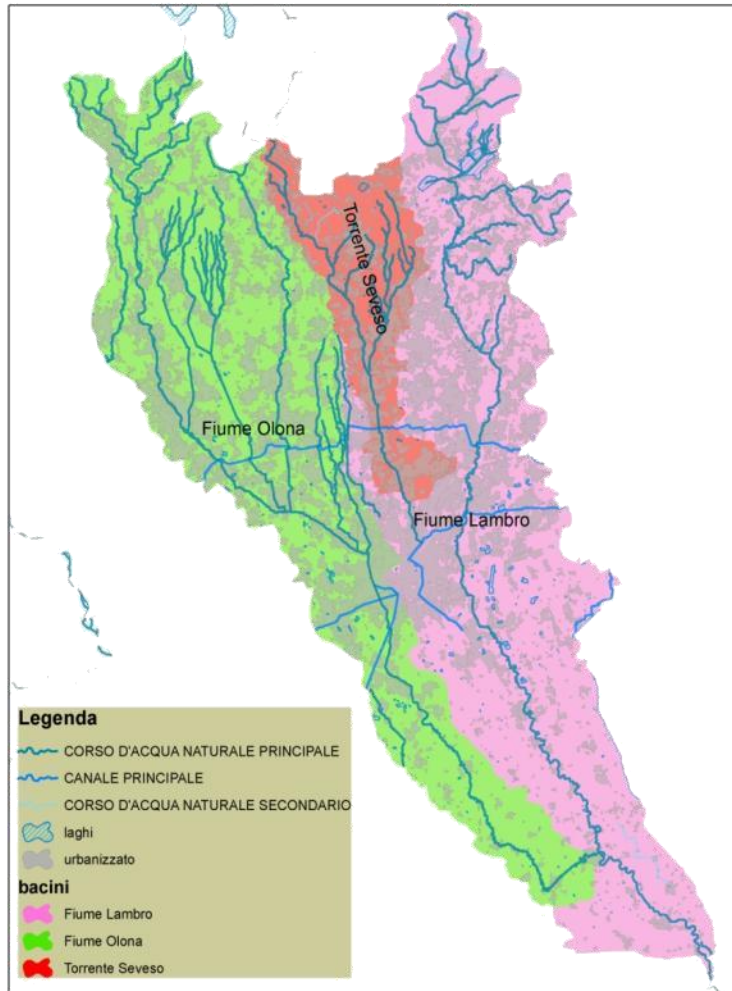 Torrente Seveso
Fiume Olona
Fiume Lambro
Legenda
CORSO D'ACQUA NATURALE PRINCIPALE
CANALE PRINCIPALE
CORSO D'ACQUA NATURALE SECONDARIO
laghi
urbanizzato
bacini
Fiume Lambro
Fiume Olona
Torrente Seveso